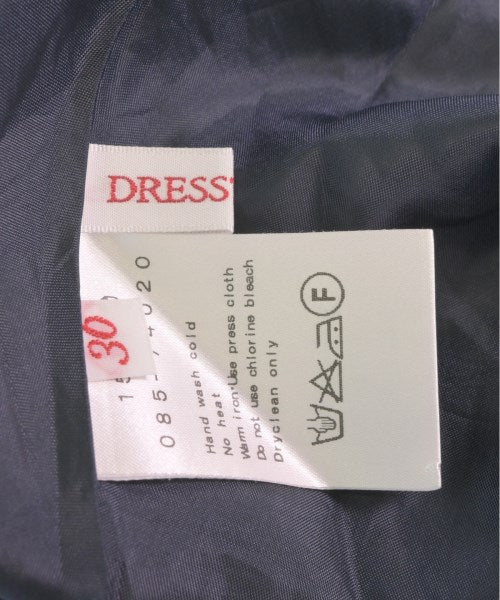 DRESS
30
Hand wash cold
No heat
Warm iron·Use press cloth
Do not use chlorine bleach
Dryclean only
F